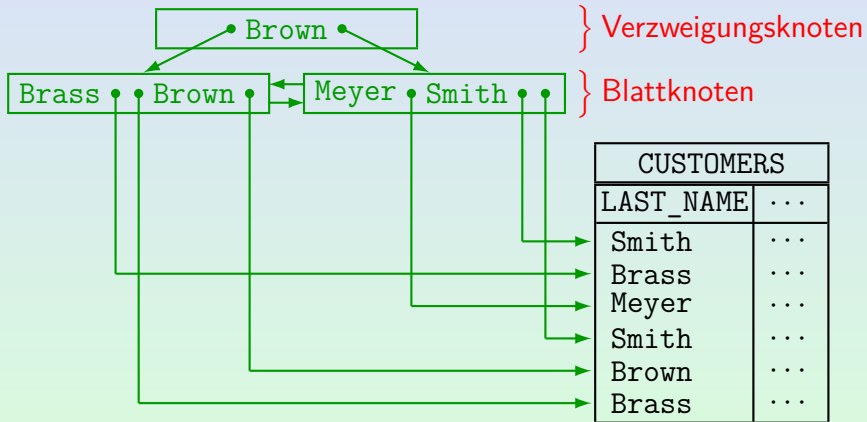 Brown
} Verzweigungsknoten
Brass Brown
Meyer Smith
} Blattknoten
CUSTOMERS
LAST_NAME ···
Smith ···
Brass ···
Meyer ···
Smith ···
Brown ···
Brass ···